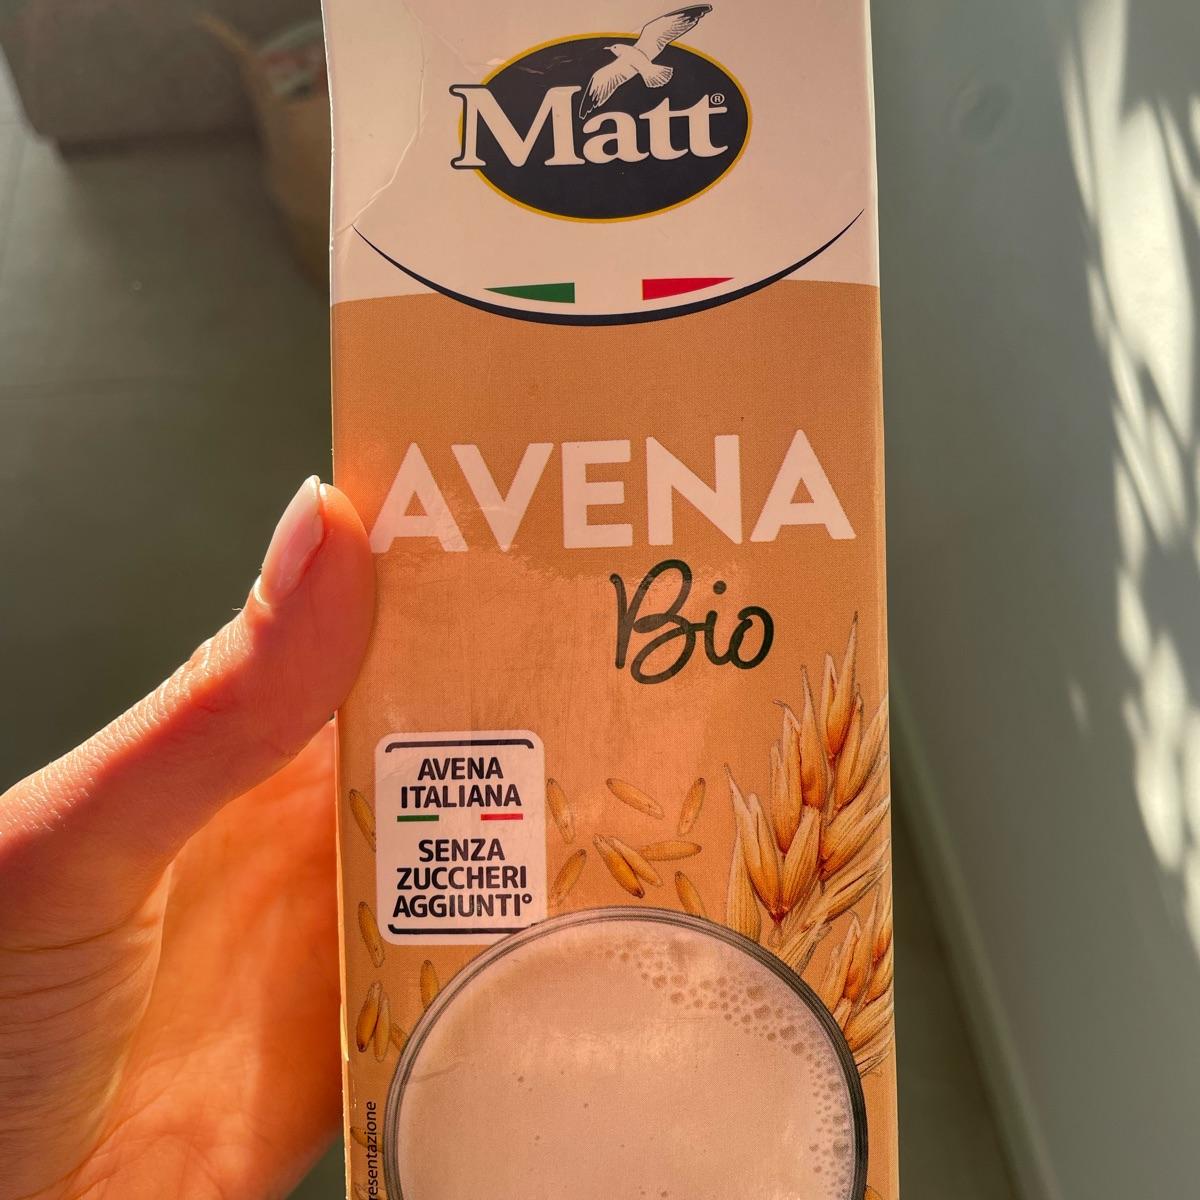 Matt®
AVENA
Bio
AVENA
ITALIANA
SENZA
ZUCCHERI
AGGIUNTI°